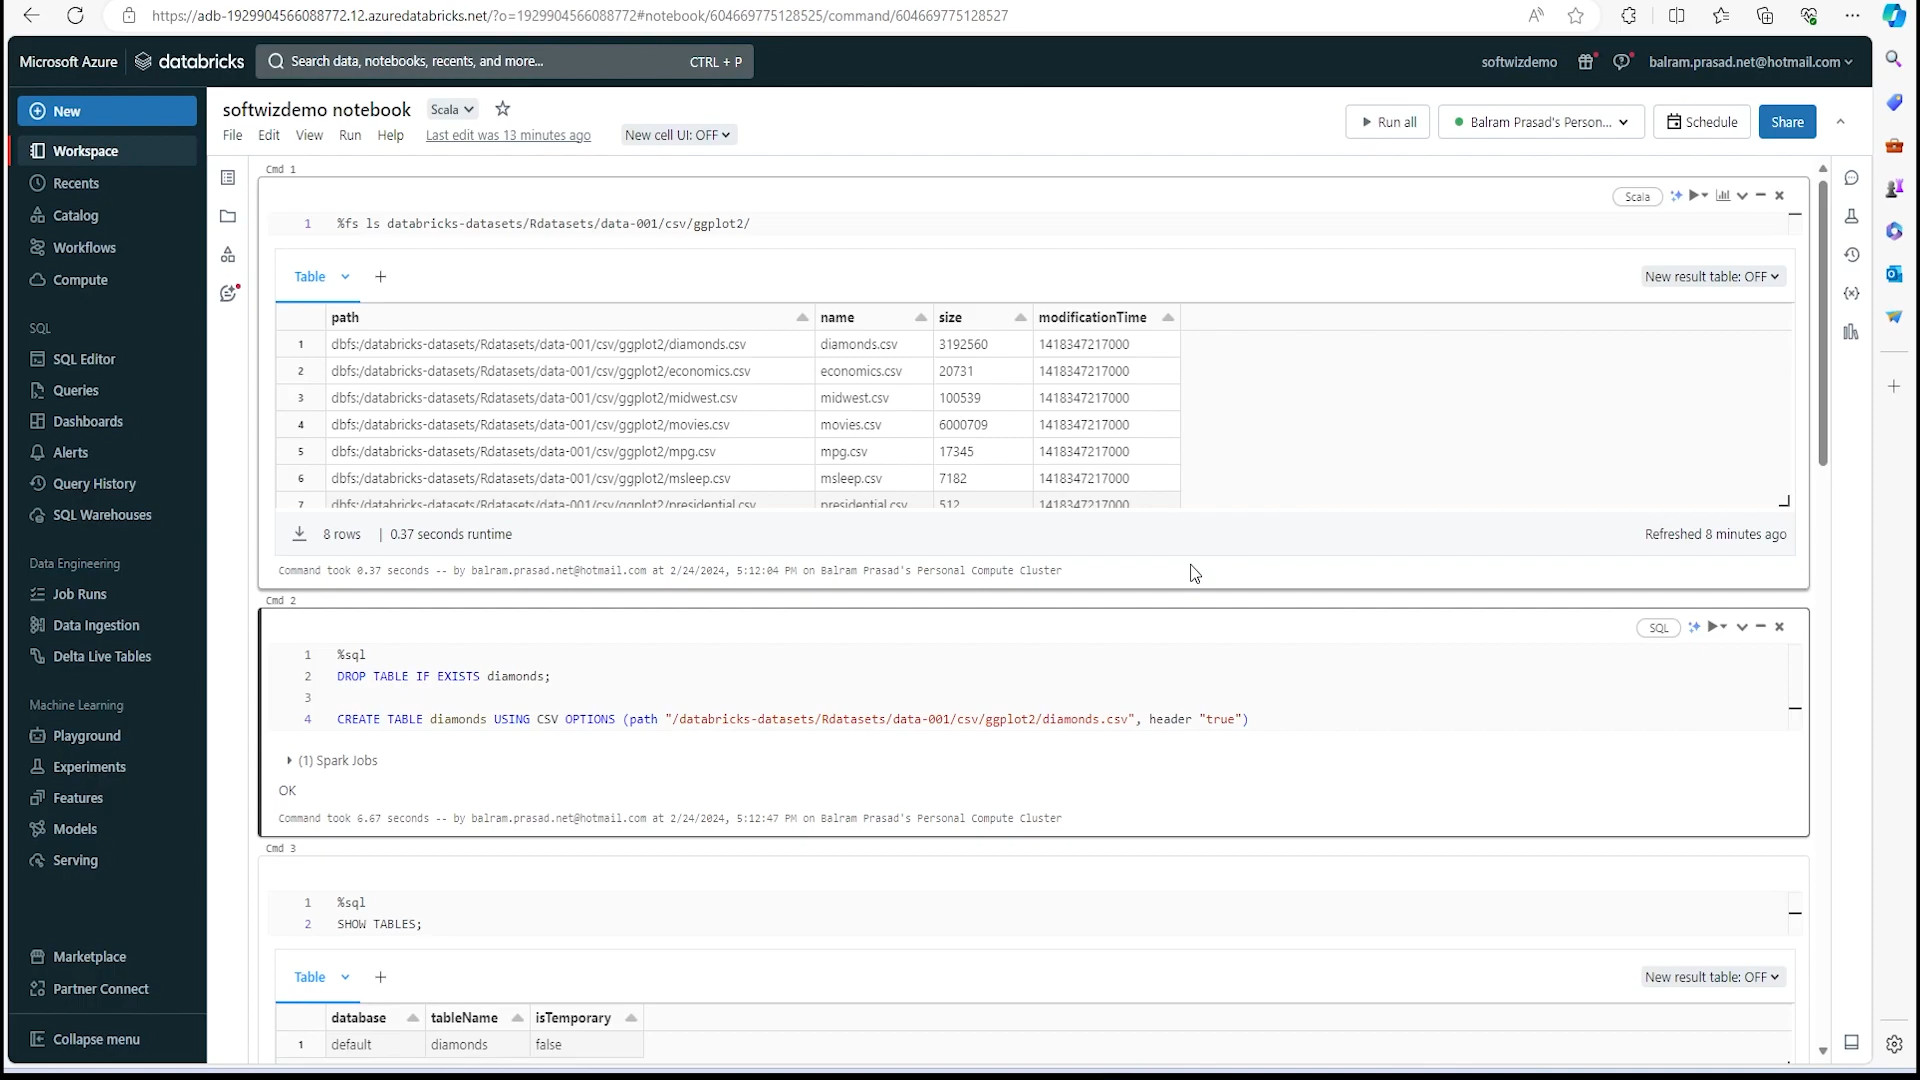 https://adb-1929904566088772.12.azuredatabricks.net/?o=1929904566088772#notebook/604669775128525/command/604669775128527
Microsoft Azure
databricks
Search data, notebooks, recents, and more...
CTRL + P
softwizdemo
balram.prasad.net@hotmail.com
New
Workspace
Recents
Catalog
Workflows
Compute
SQL
SQL Editor
Queries
Dashboards
Alerts
Query History
SQL Warehouses
Data Engineering
Job Runs
Data Ingestion
Delta Live Tables
Machine Learning
Playground
Experiments
Features
Models
Serving
Marketplace
Partner Connect
Collapse menu
softwizdemo notebook
Scala
File Edit View Run Help Last edit was 13 minutes ago New cell UI: OFF
Run all
Balram Prasad's Person...
Schedule
Share
Cmd 1
Scala
1 %fs ls databricks-datasets/Rdatasets/data-001/csv/ggplot2/
Table +
New result table: OFF
path name size modificationTime
1 dbfs:/databricks-datasets/Rdatasets/data-001/csv/ggplot2/diamonds.csv diamonds.csv 3192560 1418347217000
2 dbfs:/databricks-datasets/Rdatasets/data-001/csv/ggplot2/economics.csv economics.csv 20731 1418347217000
3 dbfs:/databricks-datasets/Rdatasets/data-001/csv/ggplot2/midwest.csv midwest.csv 100539 1418347217000
4 dbfs:/databricks-datasets/Rdatasets/data-001/csv/ggplot2/movies.csv movies.csv 6000709 1418347217000
5 dbfs:/databricks-datasets/Rdatasets/data-001/csv/ggplot2/mpg.csv mpg.csv 17345 1418347217000
6 dbfs:/databricks-datasets/Rdatasets/data-001/csv/ggplot2/msleep.csv msleep.csv 7182 1418347217000
7 dbfs:/databricks-datasets/Rdatasets/data-001/csv/ggplot2/presidential.csv presidential.csv 512 1418347217000
8 rows | 0.37 seconds runtime
Refreshed 8 minutes ago
Command took 0.37 seconds -- by balram.prasad.net@hotmail.com at 2/24/2024, 5:12:04 PM on Balram Prasad's Personal Compute Cluster
Cmd 2
SQL
1 %sql
2 DROP TABLE IF EXISTS diamonds;
3
4 CREATE TABLE diamonds USING CSV OPTIONS (path "/databricks-datasets/Rdatasets/data-001/csv/ggplot2/diamonds.csv", header "true")
(1) Spark Jobs
OK
Command took 6.67 seconds -- by balram.prasad.net@hotmail.com at 2/24/2024, 5:12:47 PM on Balram Prasad's Personal Compute Cluster
Cmd 3
1 %sql
2 SHOW TABLES;
Table +
New result table: OFF
database tableName isTemporary
1 default diamonds false